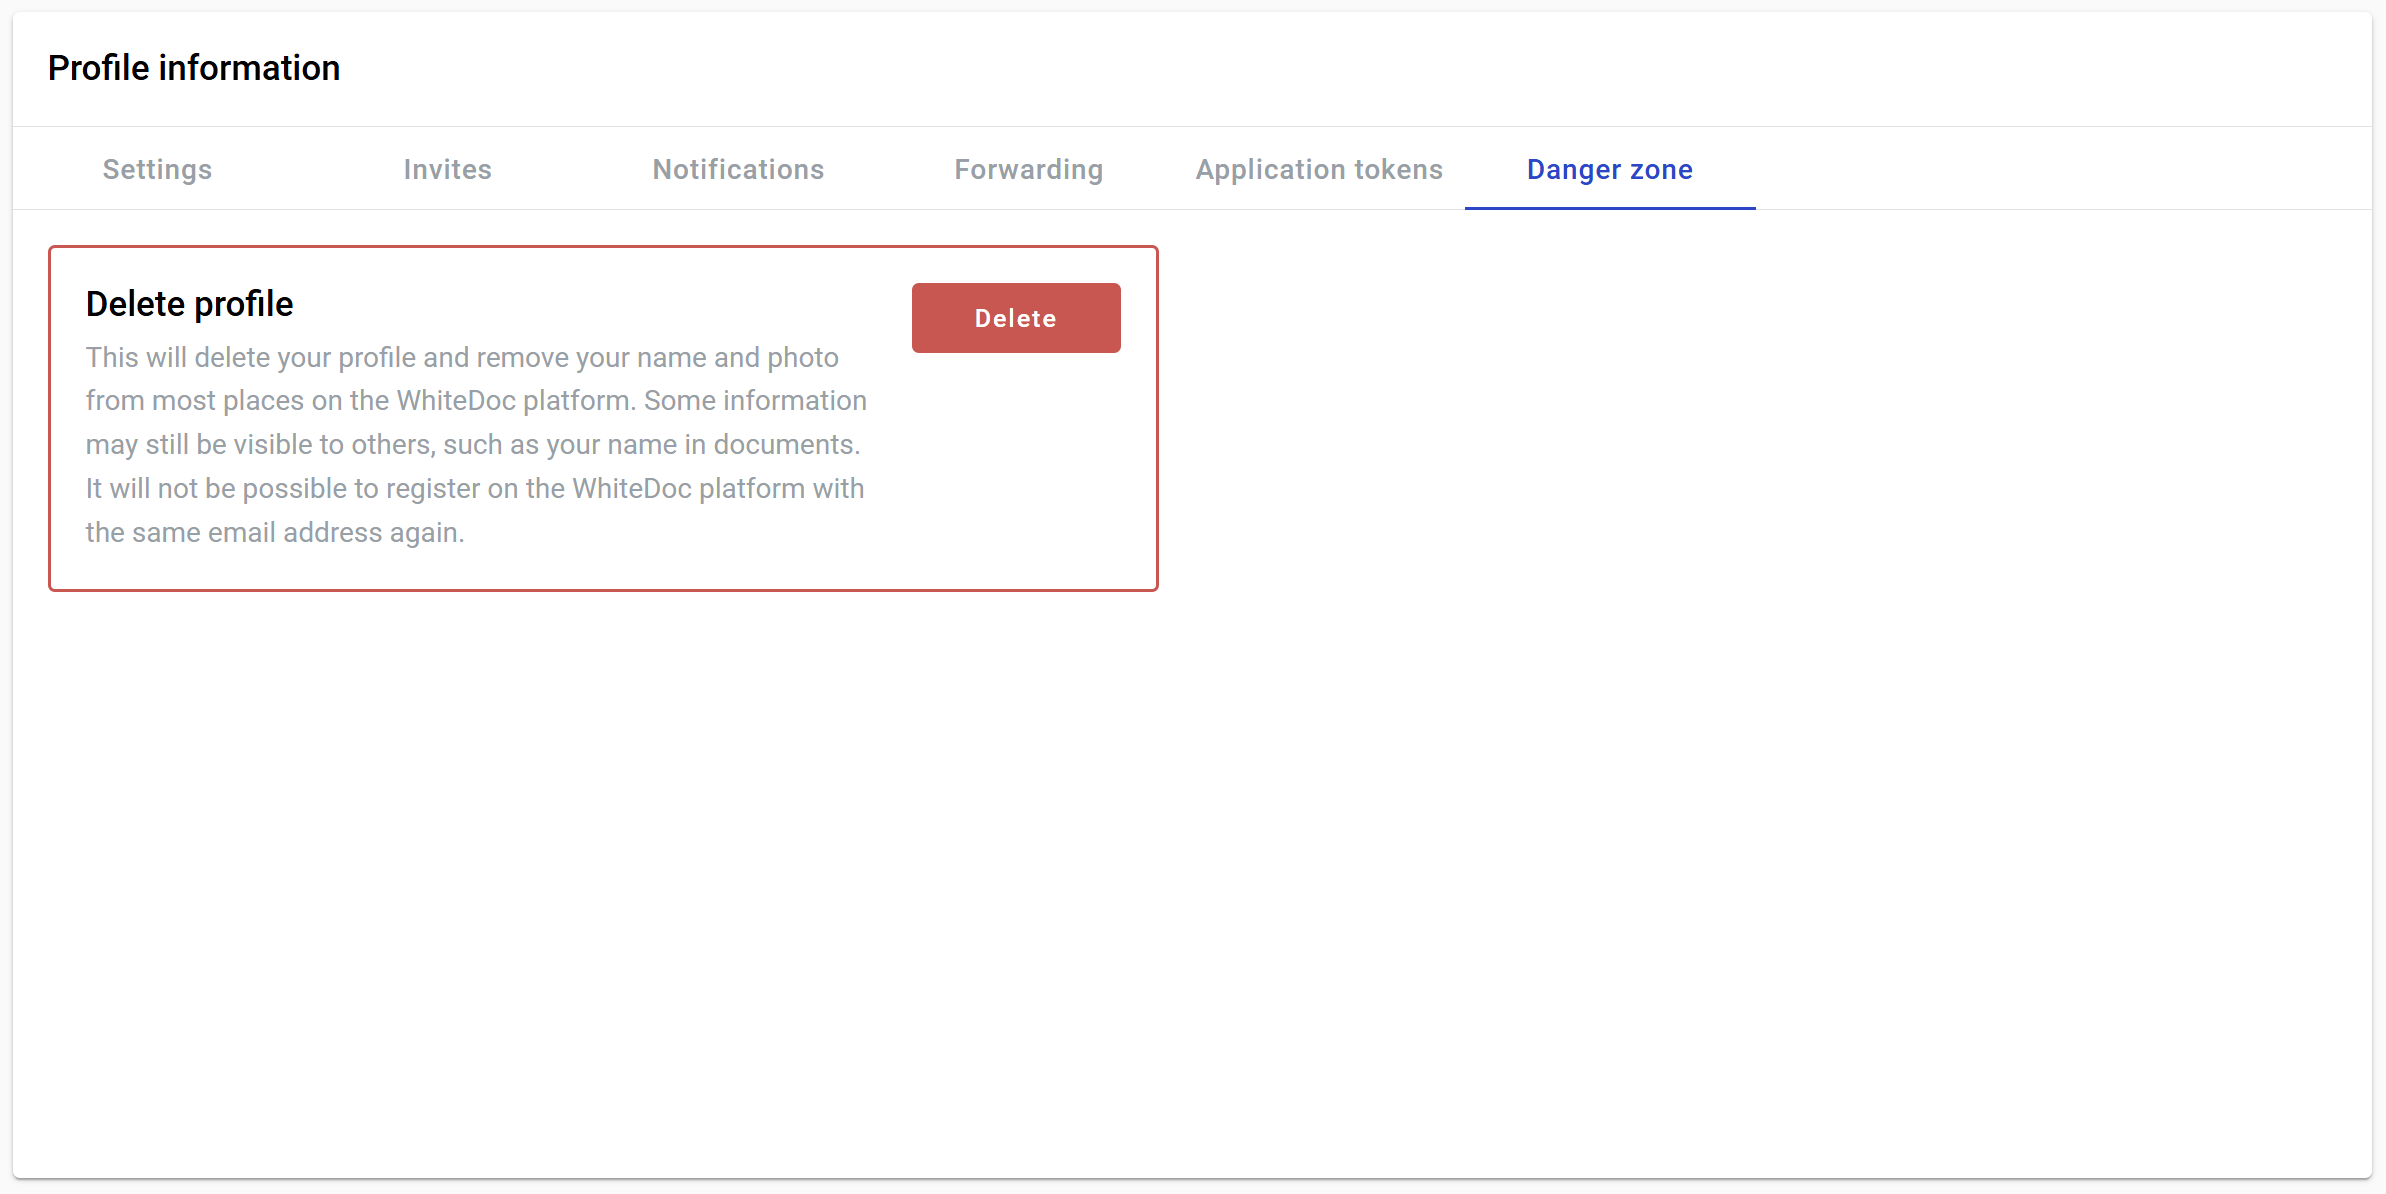 Profile information
Settings Invites Notifications Forwarding Application tokens Danger zone
Delete profile
Delete
This will delete your profile and remove your name and photo
from most places on the WhiteDoc platform. Some information
may still be visible to others, such as your name in documents.
It will not be possible to register on the WhiteDoc platform with
the same email address again.